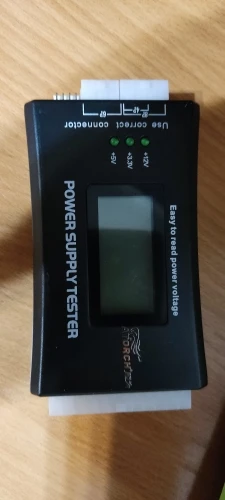 Easy to read power voltage
+12V
+3.3V
+5V
Use correct connector
POWER SUPPLY TESTER